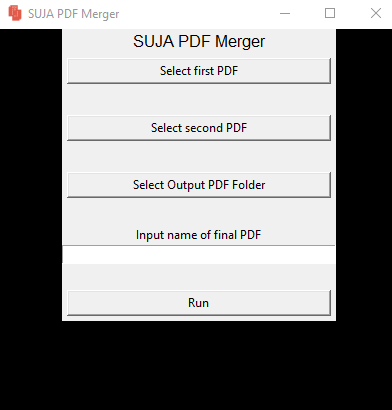 SUJA PDF Merger
SUJA PDF Merger
Select first PDF
Select second PDF
Select Output PDF Folder
Input name of final PDF
Run